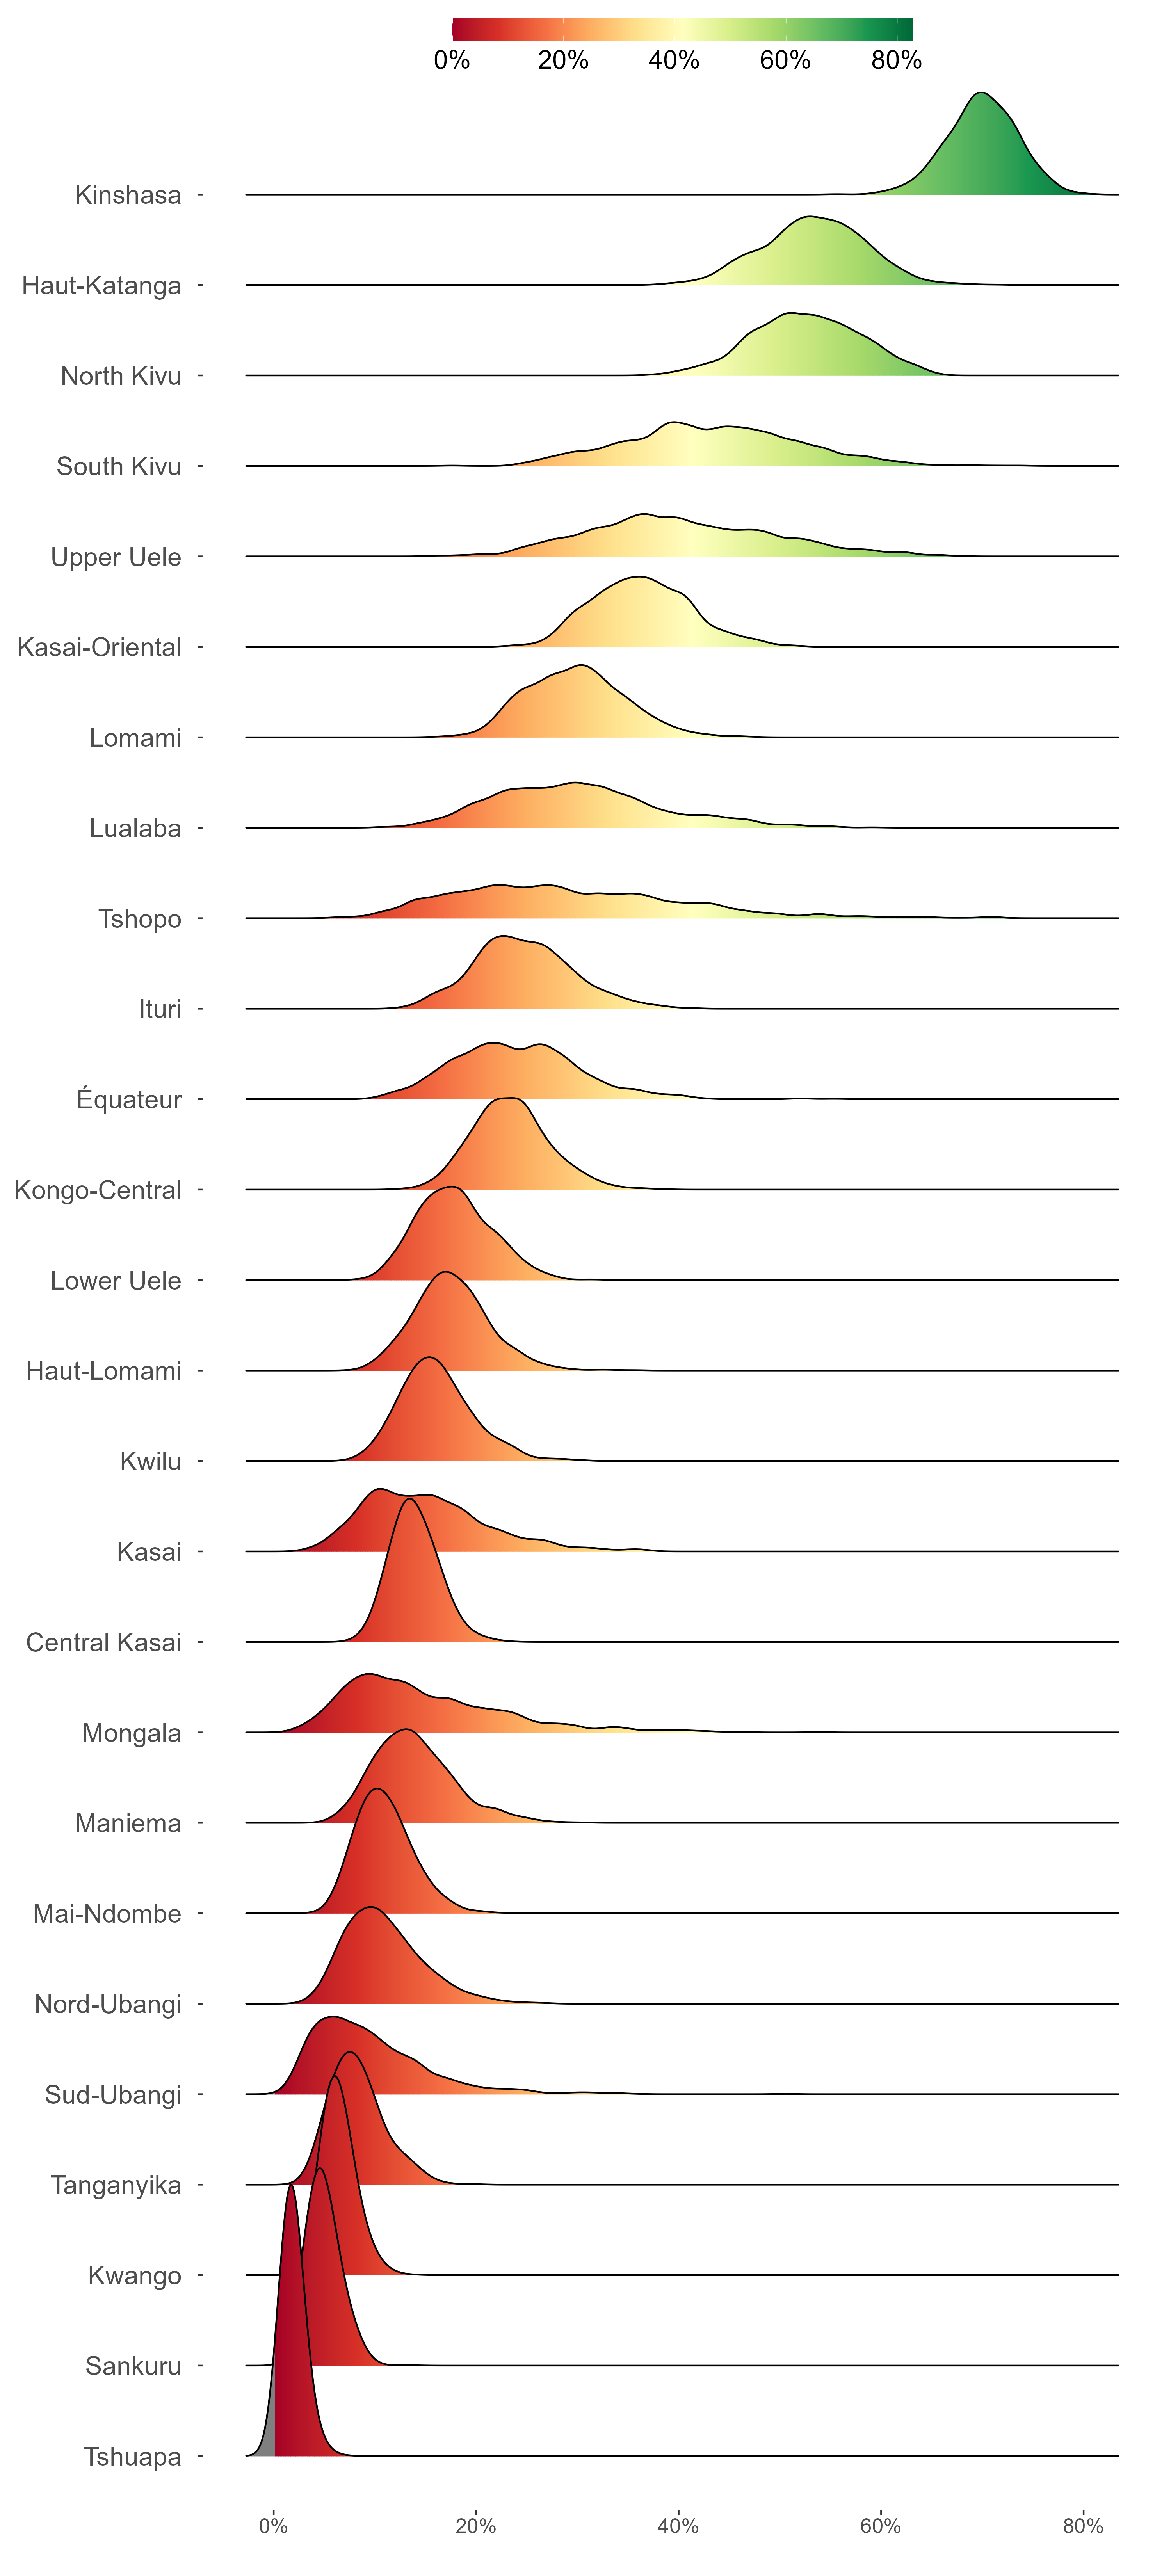 0% 20% 40% 60% 80%
Kinshasa
Haut-Katanga
North Kivu
South Kivu
Upper Uele
Kasai-Oriental
Lomami
Lualaba
Tshopo
Ituri
Équateur
Kongo-Central
Lower Uele
Haut-Lomami
Kwilu
Kasai
Central Kasai
Mongala
Maniema
Mai-Ndombe
Nord-Ubangi
Sud-Ubangi
Tanganyika
Kwango
Sankuru
Tshuapa
0% 20% 40% 60% 80%